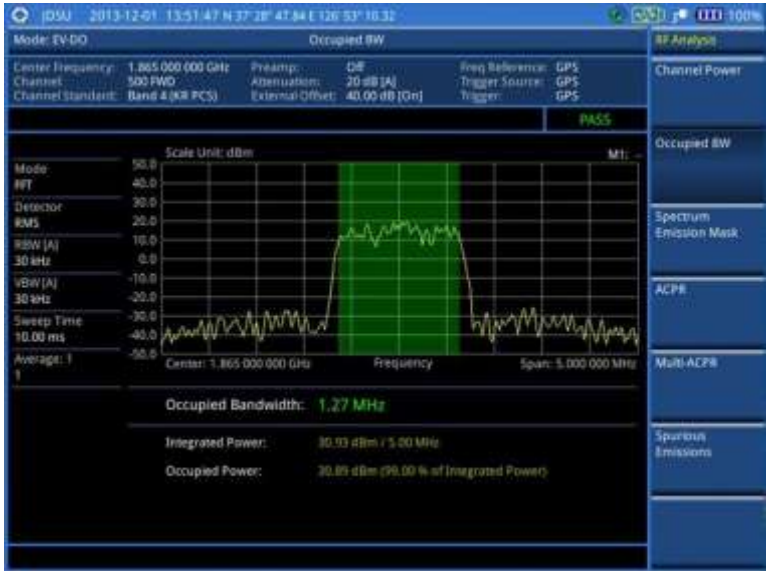 JDSU 2013-12-01 13:51:47 N 37° 28' 47.84 E 126° 53" 10.32 100%
Mode: EV-DO Occupied BW RF Analysis
Center Frequency: 1.865 000 000 GHz Preamp: Off Freq Reference: GPS
Channel: 500 FWD Attenuation: 20 dB [A] Trigger Source: GPS
Channel Standard: Band 4 (KR PCS) External Offset: 40.00 dB [On] Trigger: GPS
Channel Power
PASS
Occupied BW
Scale Unit: dBm M1: --
Mode
FFT
Detector
RMS
RBW [A]
30 kHz
VBW [A]
30 kHz
Sweep Time
10.00 ms
Average: 1
1
50.0
40.0
30.0
20.0
10.0
0.0
-10.0
-20.0
-30.0
-40.0
-50.0
Center: 1.865 000 000 GHz Frequency Span: 5.000 000 MHz
Spectrum
Emission Mask
ACPR
Multi-ACPR
Spurious
Emissions
Occupied Bandwidth: 1.27 MHz
Integrated Power: 30.93 dBm / 5.00 MHz
Occupied Power: 30.89 dBm (99.00 % of Integrated Power)